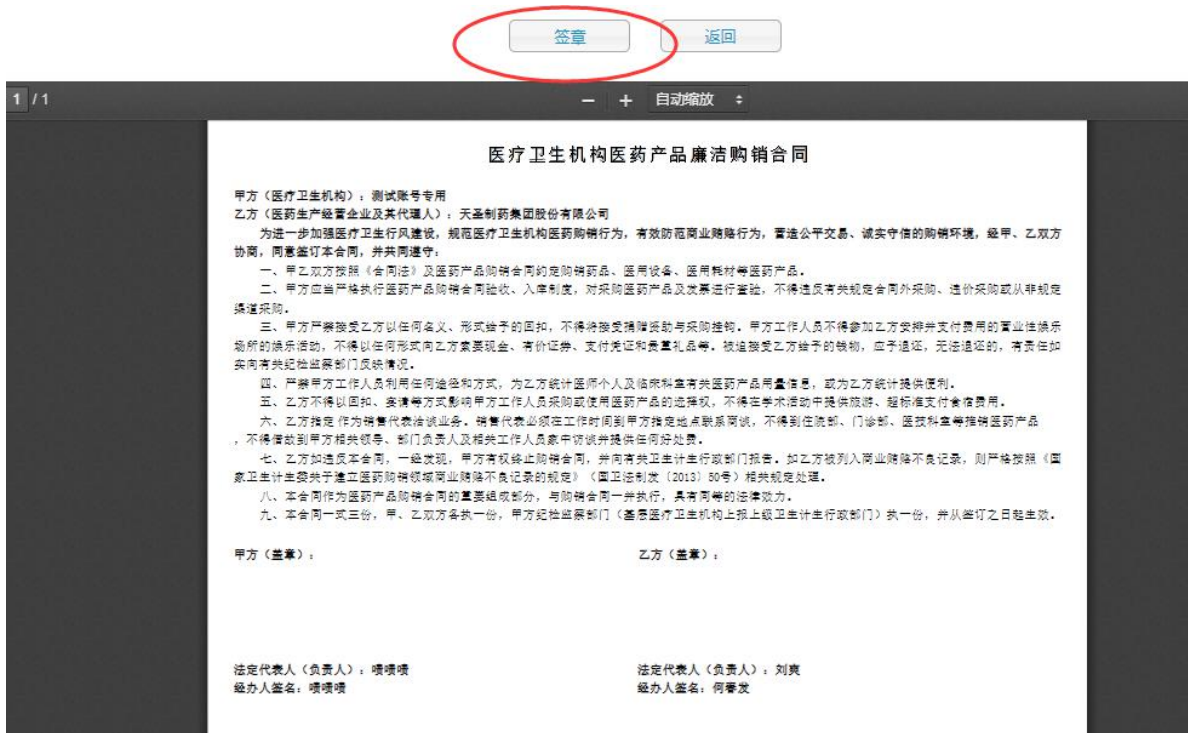 签章 返回
1 / 1 − + 自动缩放
医疗卫生机构医药产品廉洁购销合同
甲方（医疗卫生机构）：测试账号专用
乙方（医药生产经营企业及其代理人）：天圣制药集团股份有限公司
为进一步加强医疗卫生行风建设，规范医疗卫生机构医药购销行为，有效防范商业贿赂行为，营造公平交易、诚实守信的购销环境，经甲、乙双方
协商，同意签订本合同，并共同遵守：
一、甲乙双方按照《合同法》及医药产品购销合同约定购销药品、医用设备、医用耗材等医药产品。
二、甲方应当严格执行医药产品购销合同验收、入库制度，对采购医药产品及发票进行查验，不得违反有关规定合同外采购、违价采购或从非规定
渠道采购。
三、甲方严禁接受乙方以任何名义、形式给予的回扣，不得将接受捐赠资助与采购挂钩。甲方工作人员不得参加乙方安排并支付费用的营业性娱乐
场所的娱乐活动，不得以任何形式向乙方索要现金、有价证券、支付凭证和贵重礼品等。被迫接受乙方给予的钱物，应予退还，无法退还的，有责任如
实向有关纪检监察部门反映情况。
四、严禁甲方工作人员利用任何途径和方式，为乙方统计医师个人及临床科室有关医药产品用量信息，或为乙方统计提供便利。
五、乙方不得以回扣、宴请等方式影响甲方工作人员采购或使用医药产品的选择权，不得在学术活动中提供旅游、超标准支付食宿费用。
六、乙方指定 作为销售代表洽谈业务。销售代表必须在工作时间到甲方指定地点联系商谈，不得到住院部、门诊部、医技科室等推销医药产品
，不得借故到甲方相关领导、部门负责人及相关工作人员家中访谈并提供任何好处费。
七、乙方如违反本合同，一经发现，甲方有权终止购销合同，并向有关卫生计生行政部门报告。如乙方被列入商业贿赂不良记录，则严格按照《国
家卫生计生委关于建立医药购销领域商业贿赂不良记录的规定》（国卫法制发〔2013〕50号）相关规定处理。
八、本合同作为医药产品购销合同的重要组成部分，与购销合同一并执行，具有同等的法律效力。
九、本合同一式三份，甲、乙双方各执一份，甲方纪检监察部门（基层医疗卫生机构上报上级卫生计生行政部门）执一份，并从签订之日起生效。
甲方（盖章）： 乙方（盖章）：
法定代表人（负责人）：啧啧啧 法定代表人（负责人）：刘爽
经办人签名：啧啧啧 经办人签名：何春发